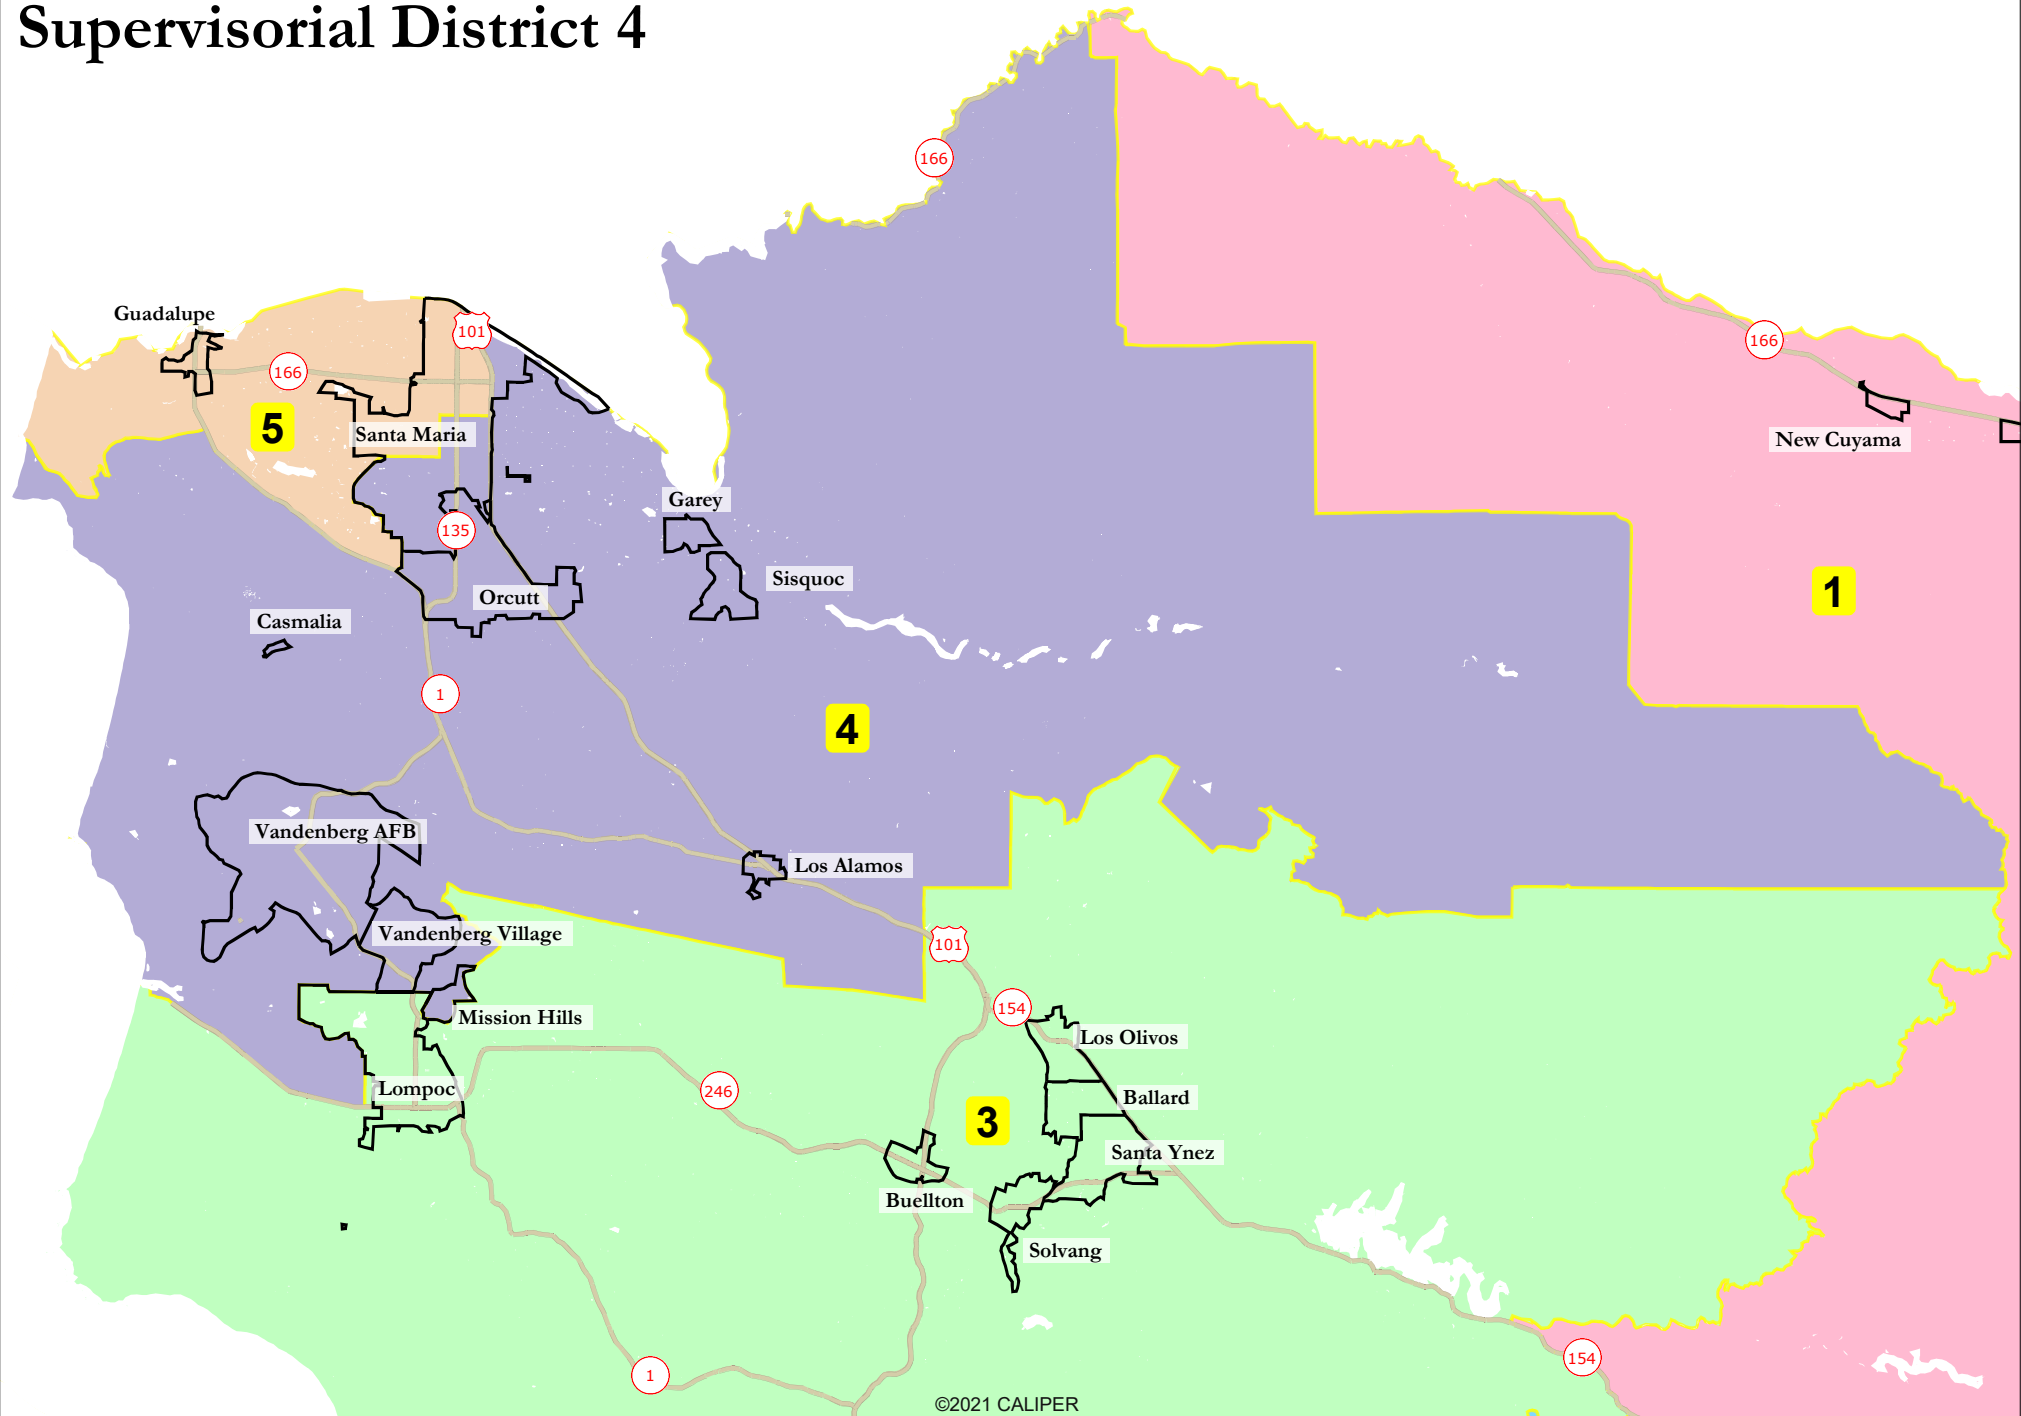 Supervisorial District 4
166
Guadalupe
101
166
166
5
Santa Maria
New Cuyama
Garey
135
Sisquoc
1
Orcutt
Casmalia
1
4
Vandenberg AFB
Los Alamos
Vandenberg Village
101
154
Mission Hills
Los Olivos
Lompoc
246
Ballard
3
Santa Ynez
Buellton
Solvang
154
1
©2021 CALIPER